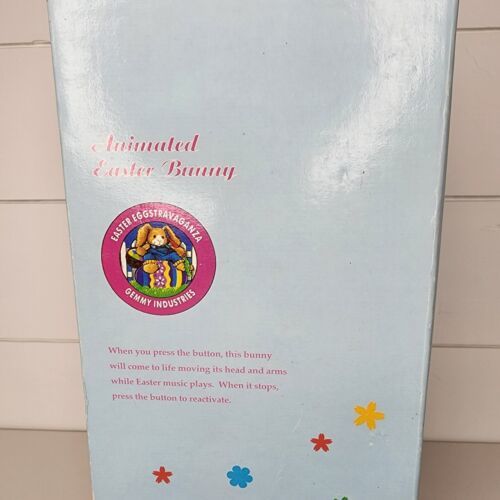 Animated
Easter Bunny
EASTER EGGSTRAVAGANZA
GEMMY INDUSTRIES
When you press the button, this bunny
will come to life moving its head and arms
while Easter music plays. When it stops,
press the button to reactivate.